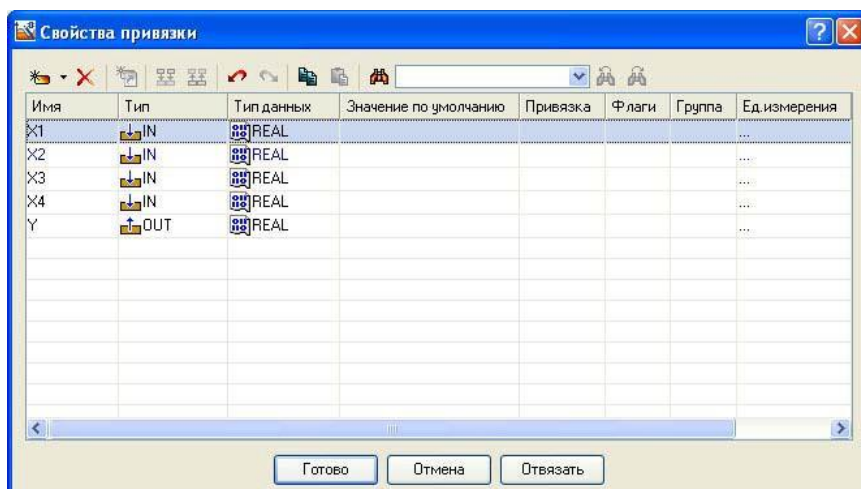 Свойства привязки
Имя Тип Тип данных Значение по умолчанию Привязка Флаги Группа Ед.измерения
X1 IN REAL ...
X2 IN REAL ...
X3 IN REAL ...
X4 IN REAL ...
Y OUT REAL ...
Готово Отмена Отвязать